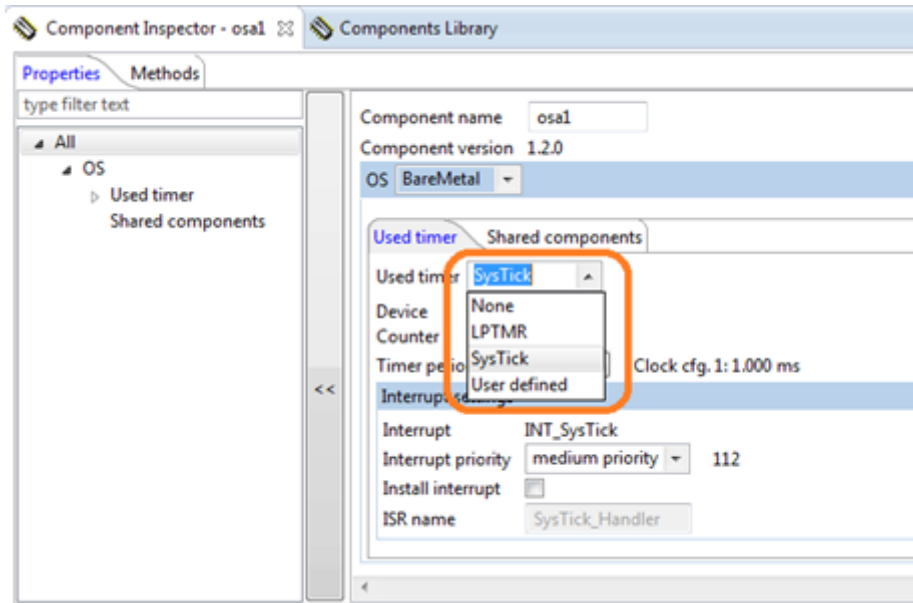 Component Inspector - osa1 Components Library
Properties Methods
type filter text
All
OS
Used timer
Shared components
<<
Component name osa1
Component version 1.2.0
OS BareMetal
Used timer Shared components
Used timer SysTick
None
LPTMR
SysTick
User defined
Device
Counter
Clock cfg. 1: 1.000 ms
Interrupt INT_SysTick
Interrupt priority medium priority 112
Install interrupt
ISR name SysTick_Handler